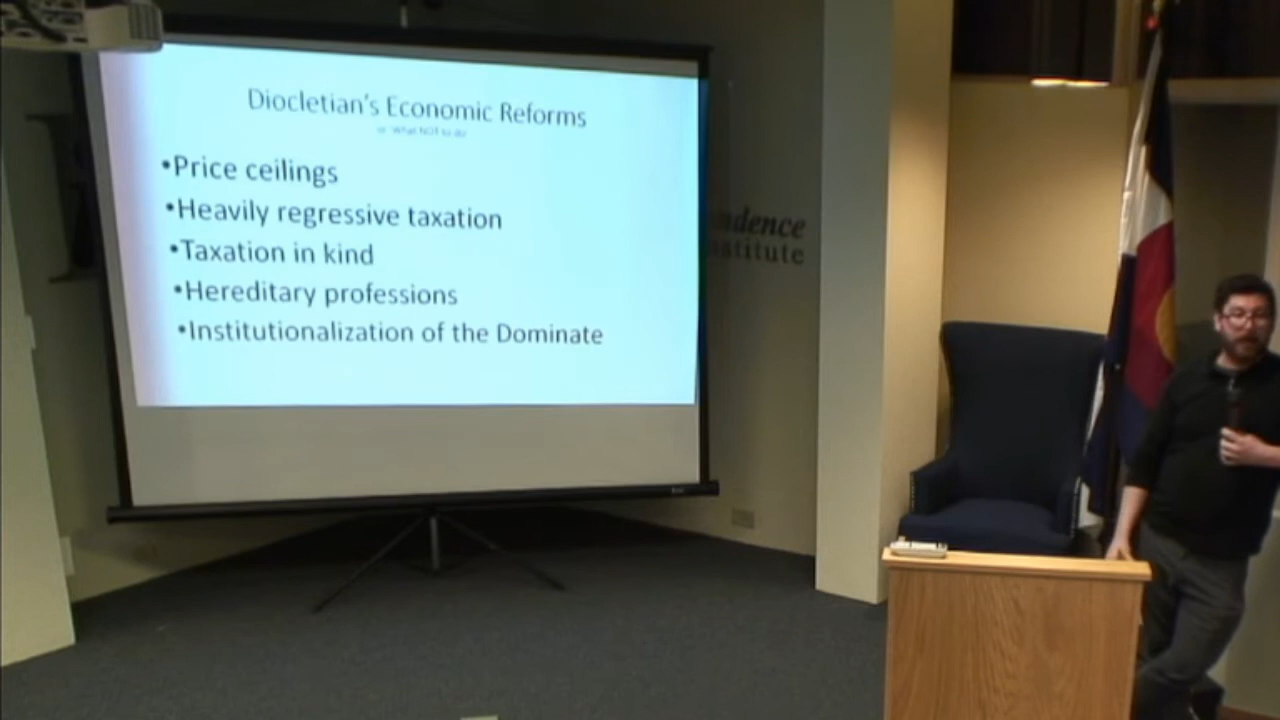 Diocletian's Economic Reforms
or What NOT to do
•Price ceilings
•Heavily regressive taxation
•Taxation in kind
•Hereditary professions
•Institutionalization of the Dominate
ndence
stitute